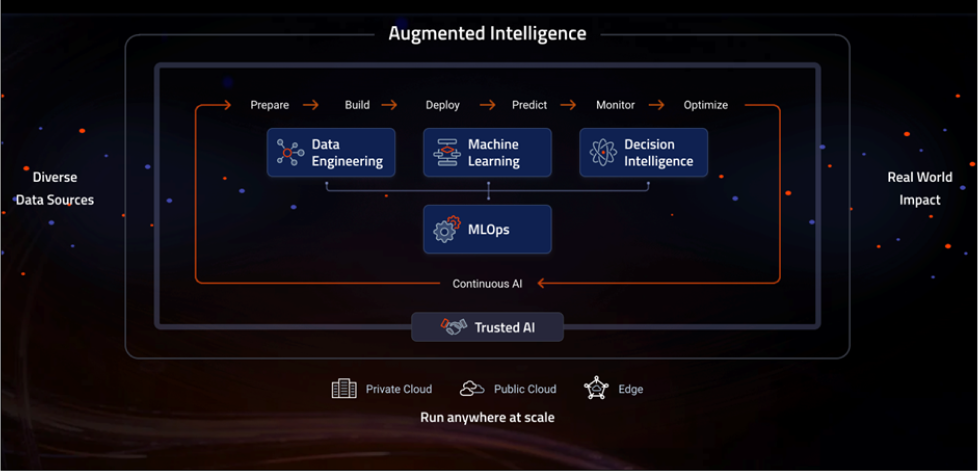 Augmented Intelligence
Prepare Build Deploy Predict Monitor Optimize
Data
Engineering
Machine
Learning
Decision
Intelligence
Diverse
Data Sources
Real World
Impact
MLOps
Continuous AI
Trusted AI
Private Cloud Public Cloud Edge
Run anywhere at scale